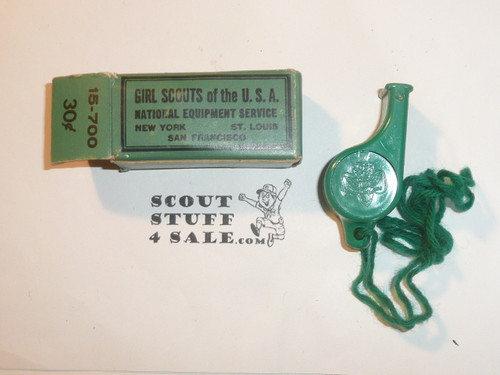 15-700
30¢
GIRL SCOUTS of the U. S. A.
NATIONAL EQUIPMENT SERVICE
NEW YORK ST. LOUIS
SAN FRANCISCO
SCOUT
STUFF
4 SALE.COM